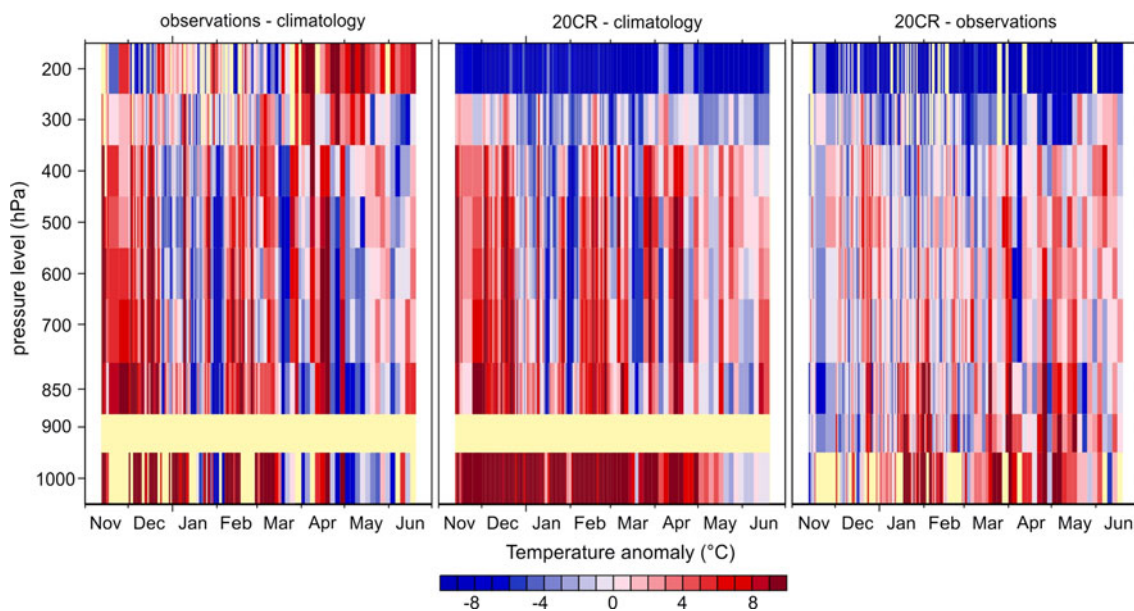 observations - climatology
20CR - climatology
20CR - observations
pressure level (hPa)
200
300
400
500
600
700
850
900
1000
Nov Dec Jan Feb Mar Apr May Jun
Nov Dec Jan Feb Mar Apr May Jun
Nov Dec Jan Feb Mar Apr May Jun
Temperature anomaly (°C)
-8 -4 0 4 8